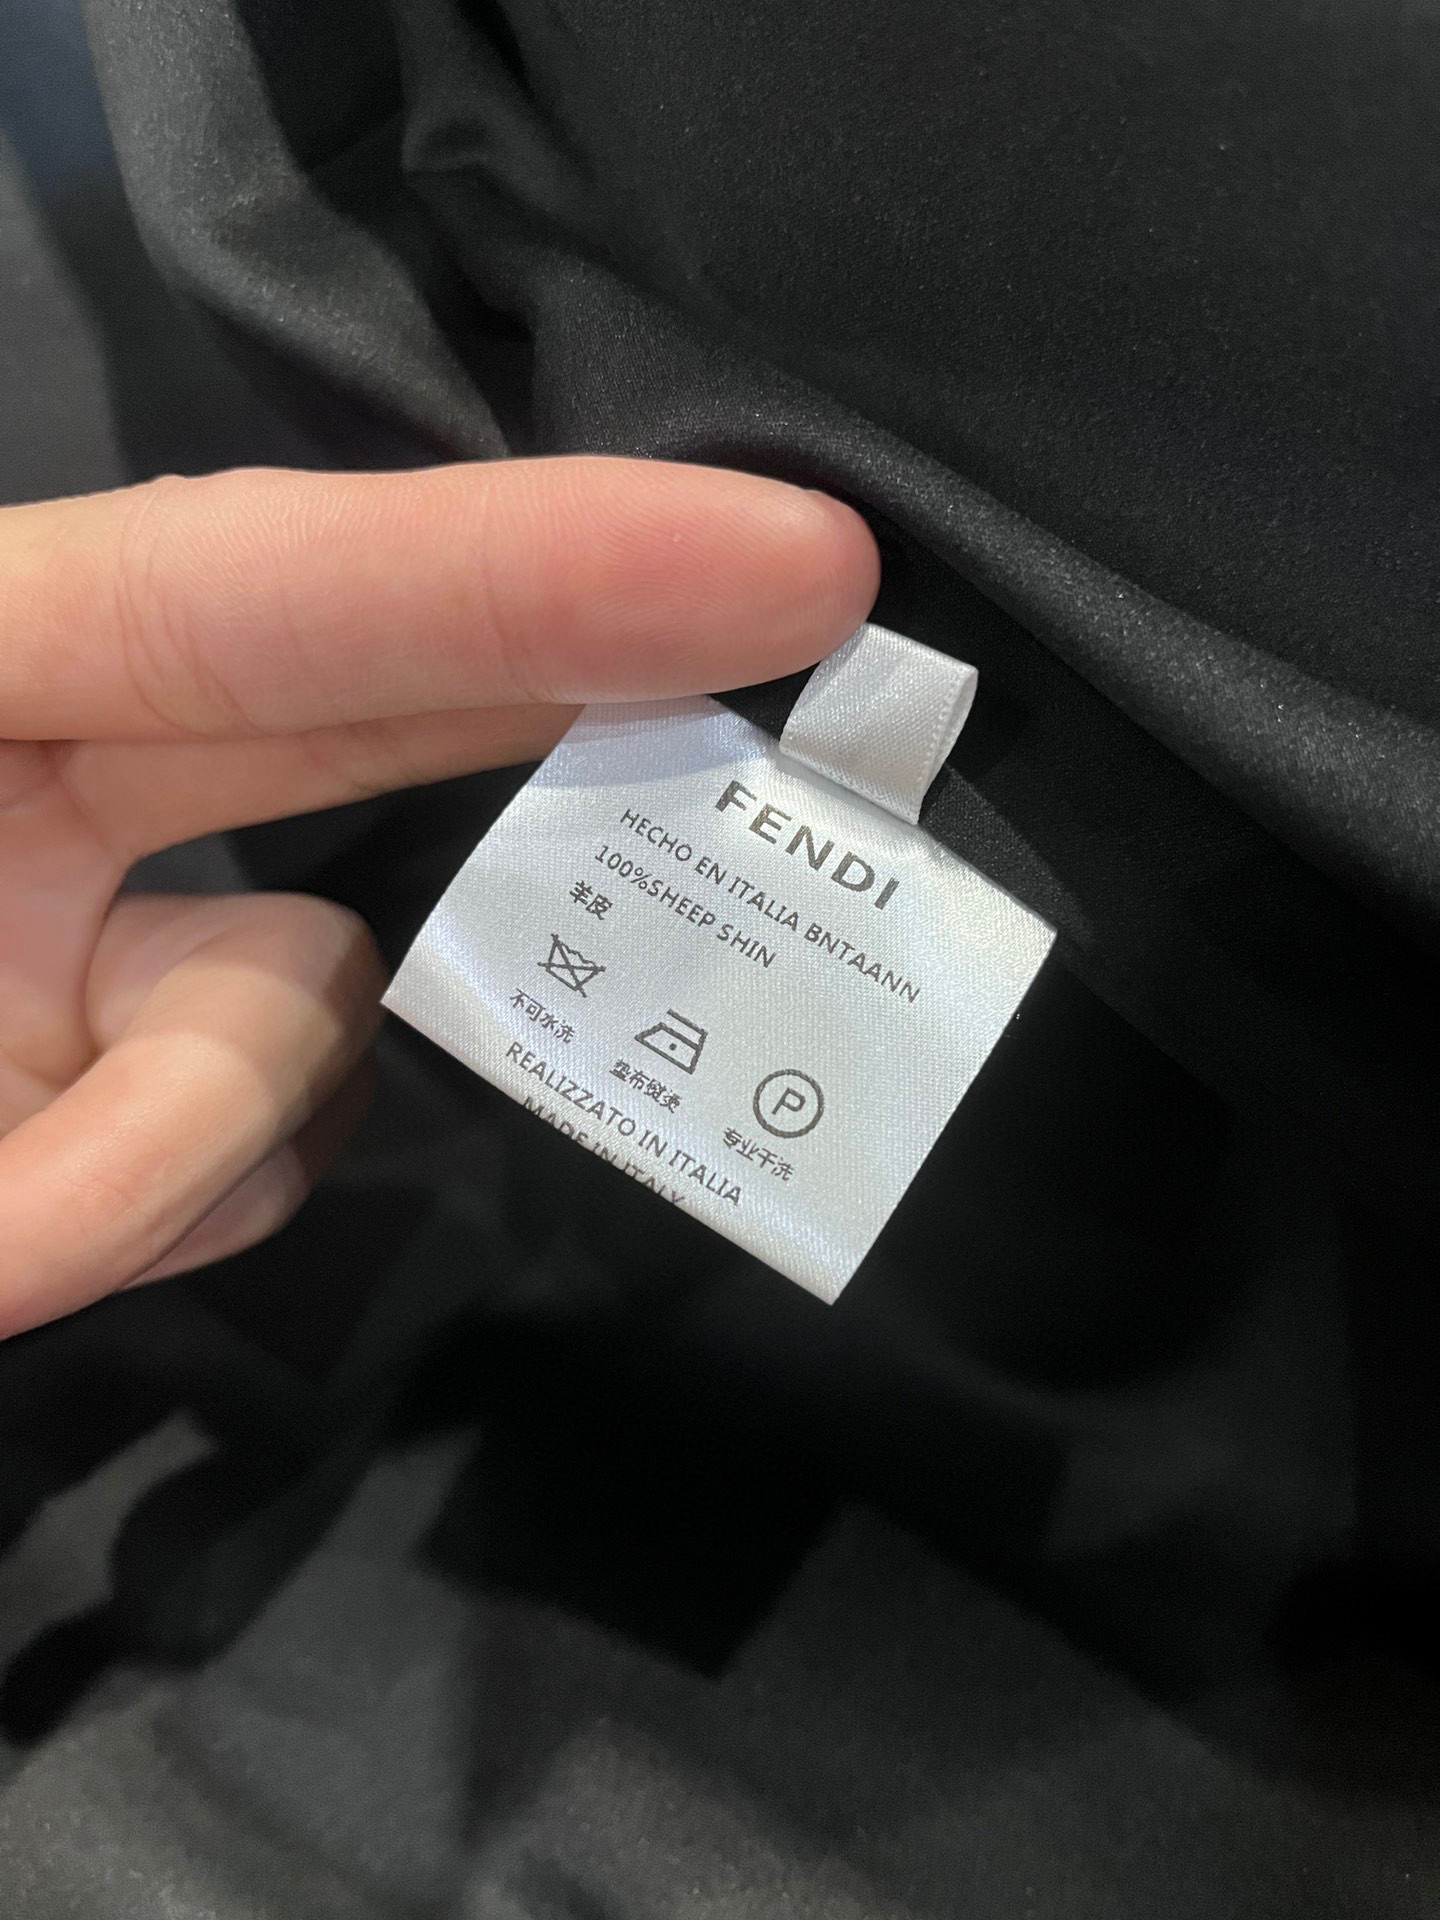 FENDI
HECHO EN ITALIA BNTAANN
100%SHEEP SHIN
羊皮
不可水洗
垫布熨烫
P
专业干洗
REALIZZATO IN ITALIA
MADE IN ITALY